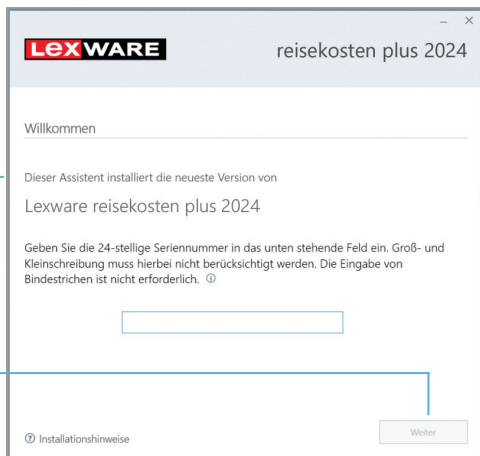 LEXWARE
reisekosten plus 2024
Willkommen
Dieser Assistent installiert die neueste Version von
Lexware reisekosten plus 2024
Geben Sie die 24-stellige Seriennummer in das unten stehende Feld ein. Groß- und
Kleinschreibung muss hierbei nicht berücksichtigt werden. Die Eingabe von
Bindestrichen ist nicht erforderlich.
Installationshinweise
Weiter